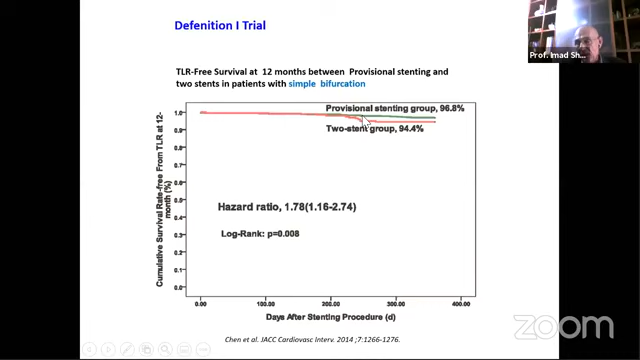 Defenition I Trial
Prof. Imad Sh...
TLR-Free Survival at 12 months between Provisional stenting and
two stents in patients with simple bifurcation
Provisional stenting group, 96.8%
Two-stent group, 94.4%
Cumulative Survival Rate-free From TLR at 12-
month (%)
1.0
0.9
0.8
0.7
0.6
0.5
0.4
0.3
0.2
0.1
0.0
Hazard ratio, 1.78(1.16-2.74)
Log-Rank: p=0.008
0.00 100.00 200.00 300.00 400.00
Days After Stenting Procedure (d)
Chen et al. JACC Cardiovasc Interv. 2014 ;7:1266-1276.
zoom